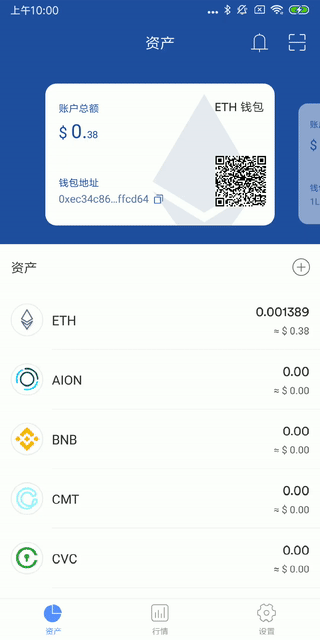 上午10:00
资产
账户总额
ETH 钱包
$ 0.38
钱包地址
0xec34c86...ffcd64
账户
$
钱包
1L
资产
ETH
0.001389
≈ $ 0.38
AION
0.00
≈ $ 0.00
BNB
0.00
≈ $ 0.00
CMT
0.00
≈ $ 0.00
CVC
0.00
≈ $ 0.00
资产
行情
设置